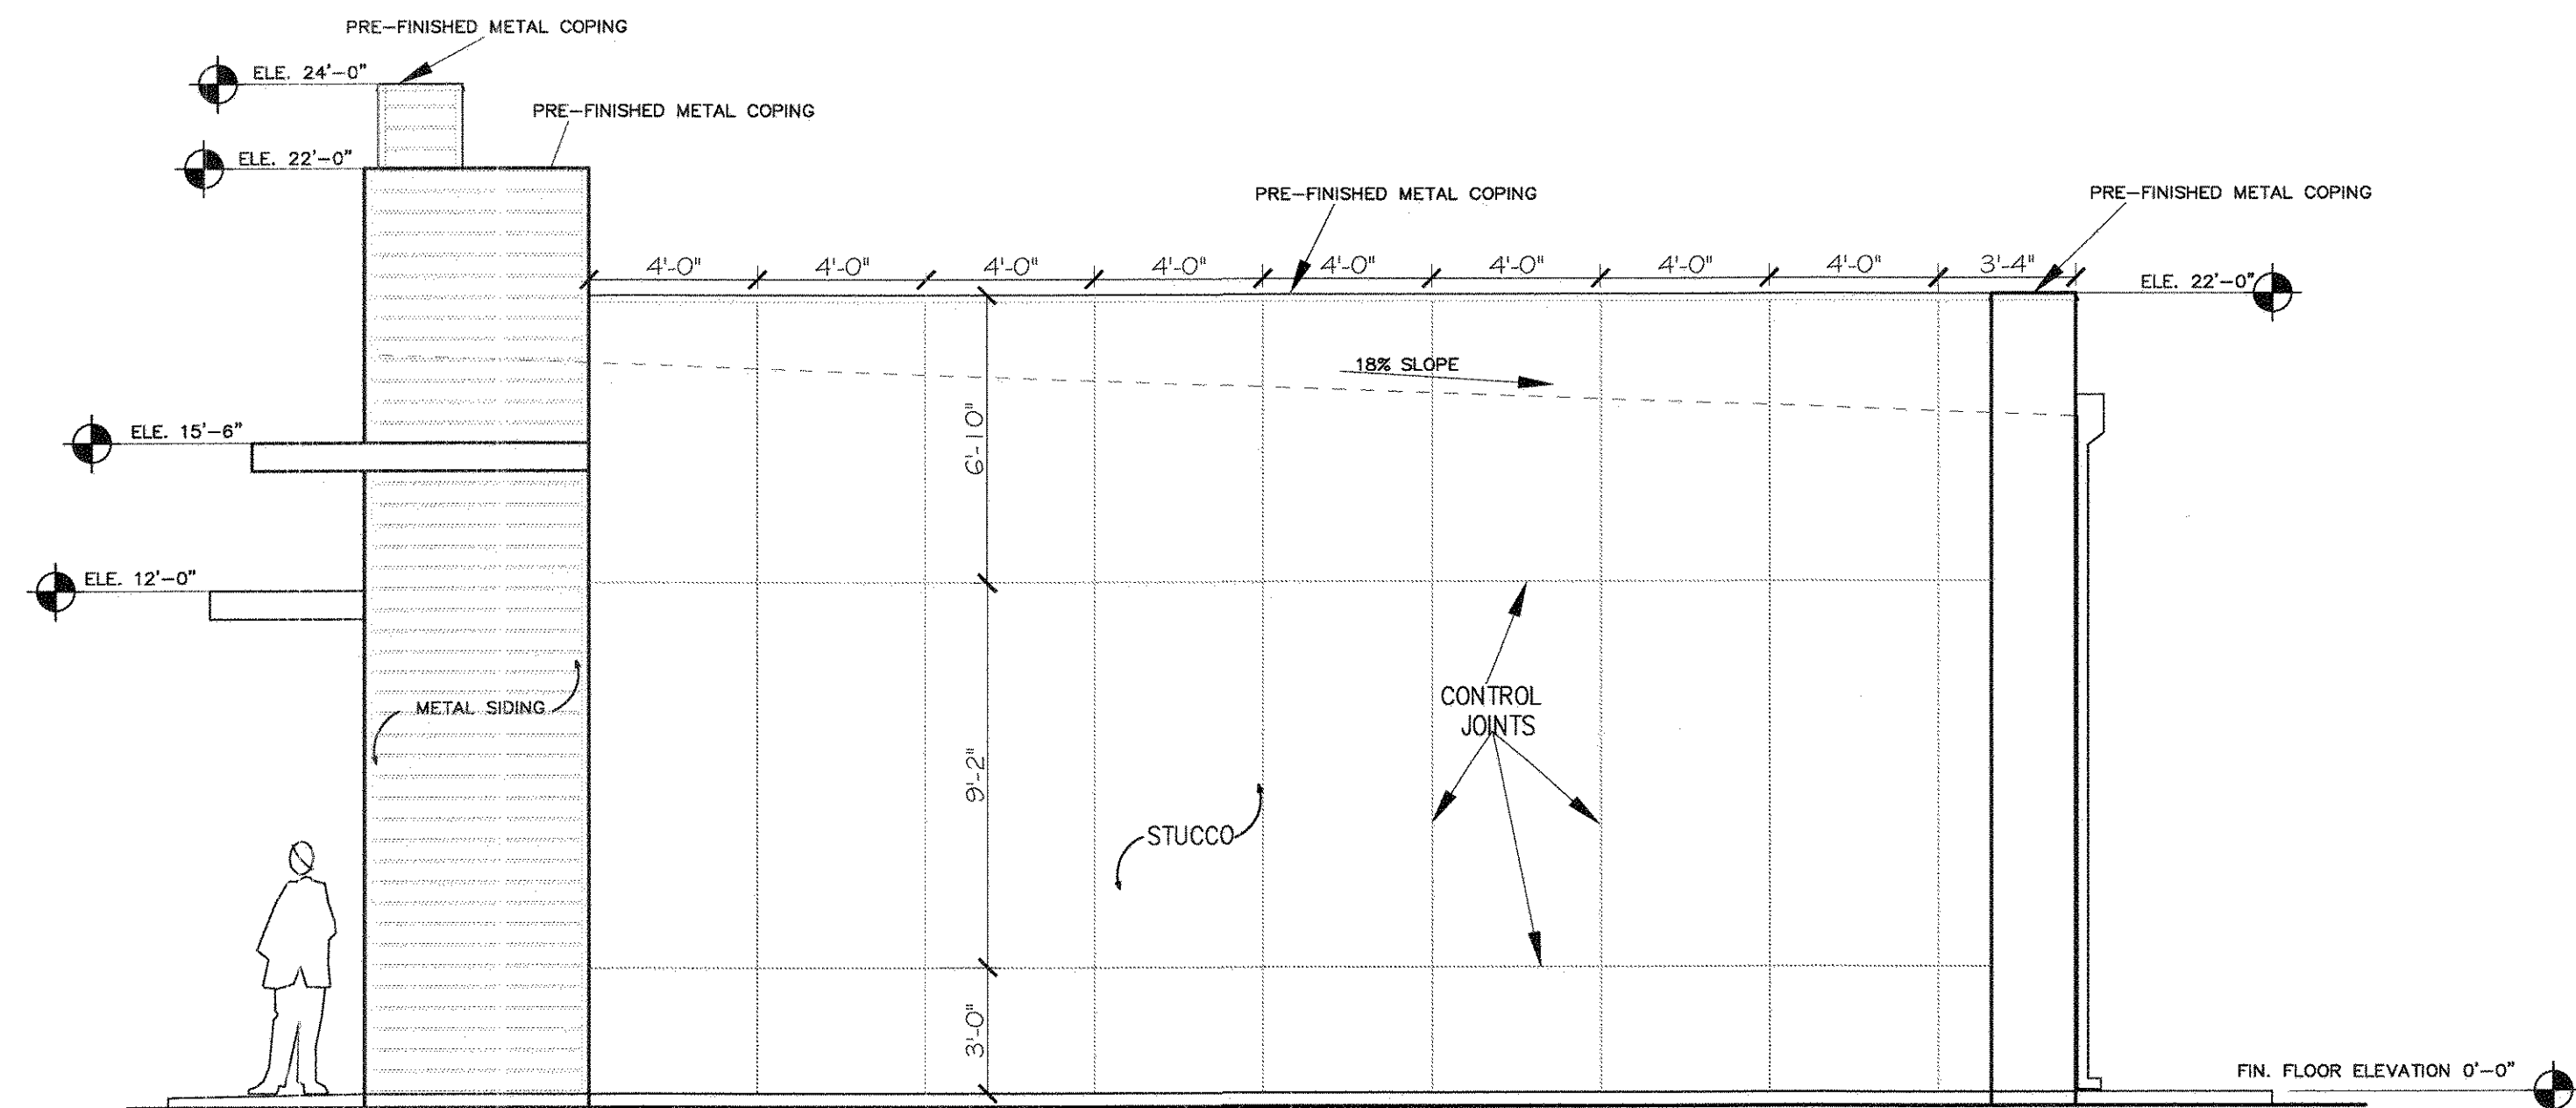 PRE-FINISHED METAL COPING
ELE. 24'-0"
PRE-FINISHED METAL COPING
ELE. 22'-0"
PRE-FINISHED METAL COPING
PRE-FINISHED METAL COPING
4'-0" 4'-0" 4'-0" 4'-0" 4'-0" 4'-0" 4'-0" 4'-0" 3'-4"
ELE. 22'-0"
18% SLOPE
6'-10"
ELE. 15'-6"
ELE. 12'-0"
METAL SIDING
CONTROL
JOINTS
9'-2"
STUCCO
3'-0"
FIN. FLOOR ELEVATION 0'-0"